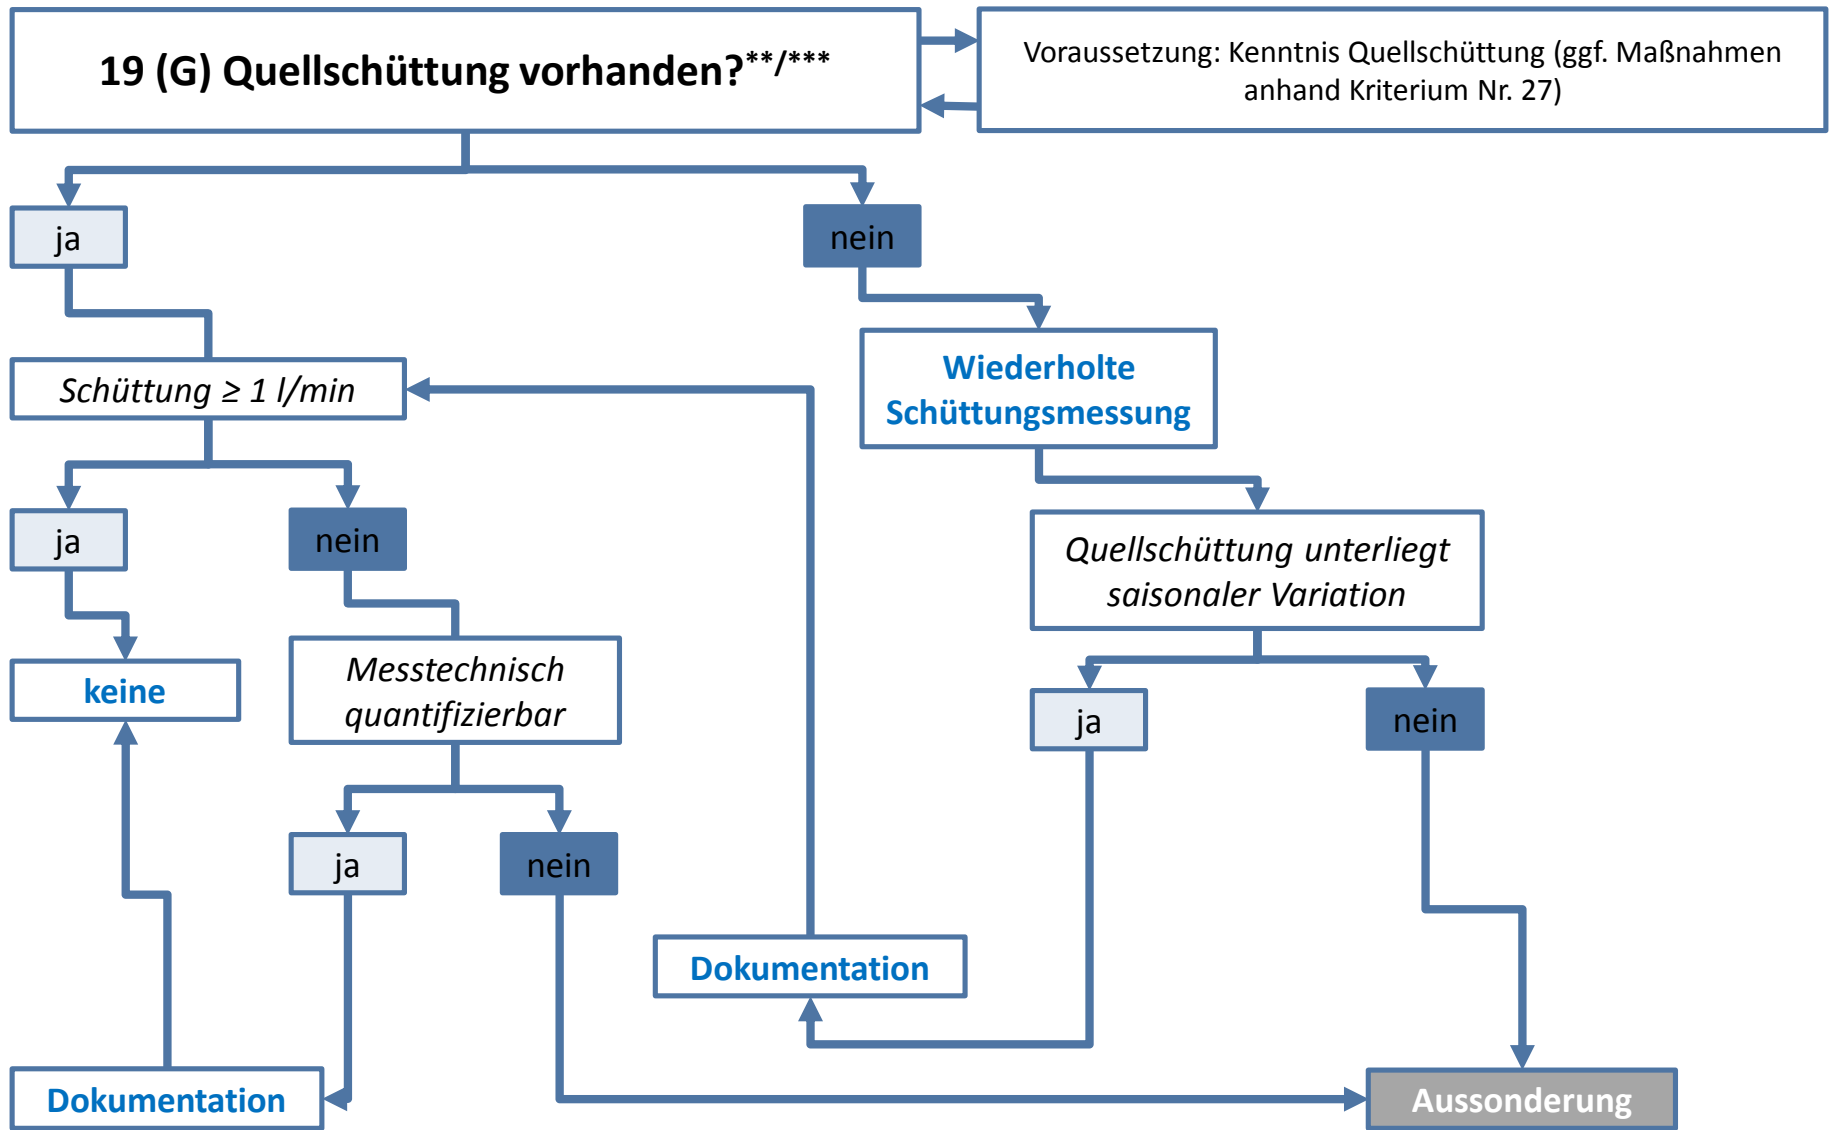 19 (G) Quellschüttung vorhanden?**/***
Voraussetzung: Kenntnis Quellschüttung (ggf. Maßnahmen
anhand Kriterium Nr. 27)
ja
nein
Schüttung ≥ 1 l/min
Wiederholte
Schüttungsmessung
ja
nein
Quellschüttung unterliegt
saisonaler Variation
keine
Messtechnisch
quantifizierbar
ja
nein
ja
nein
Dokumentation
Dokumentation
Aussonderung